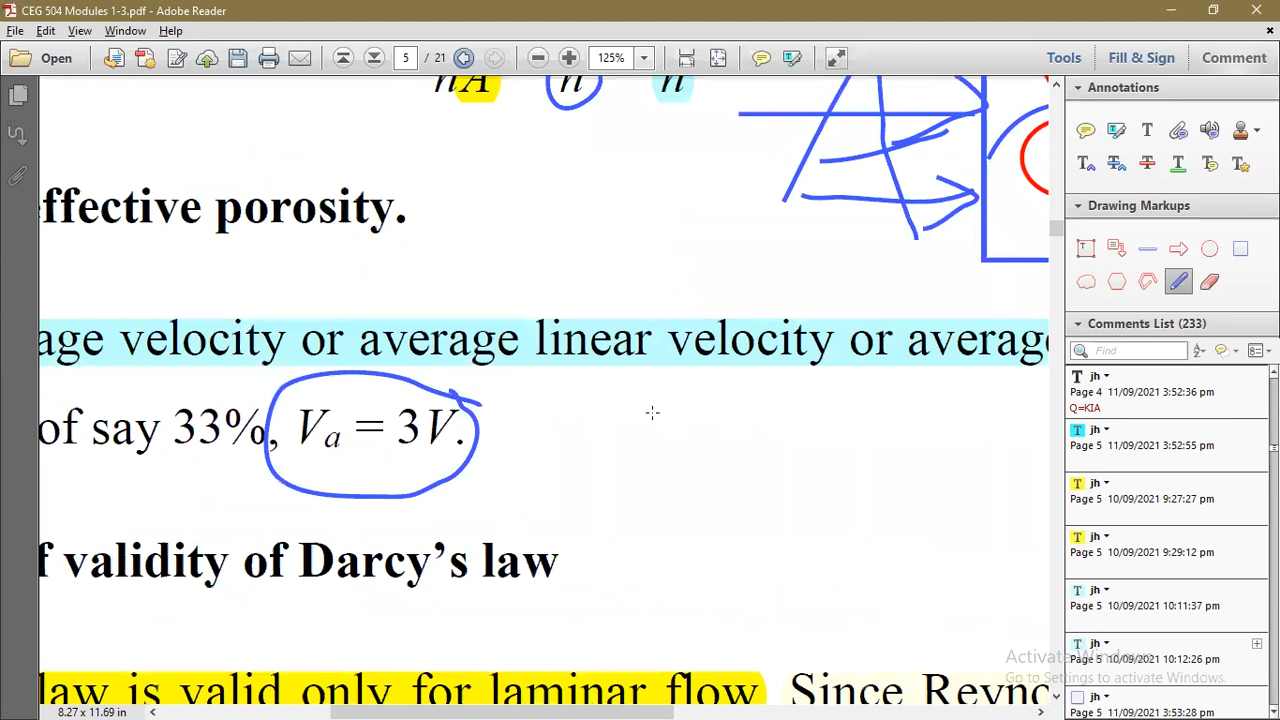 CEG 504 Modules 1-3.pdf - Adobe Reader
File Edit View Window Help
Open 5 / 21 125% Tools Fill & Sign Comment
nA n n
effective porosity.
age velocity or average linear velocity or average
of say 33%, Va = 3V.
f validity of Darcy's law
law is valid only for laminar flow Since Reyno
8.27 x 11.69 in
Annotations
Drawing Markups
Comments List (233)
Find
jh
Page 4 11/09/2021 3:52:36 pm
Q=KIA
jh
Page 5 11/09/2021 3:52:55 pm
jh
Page 5 10/09/2021 9:27:27 pm
jh
Page 5 10/09/2021 9:29:12 pm
jh
Page 5 10/09/2021 10:11:37 pm
jh
Page 5 10/09/2021 10:12:26 pm
jh
Page 5 11/09/2021 3:53:28 pm
Activate Windows
Go to Settings to activate Windows.